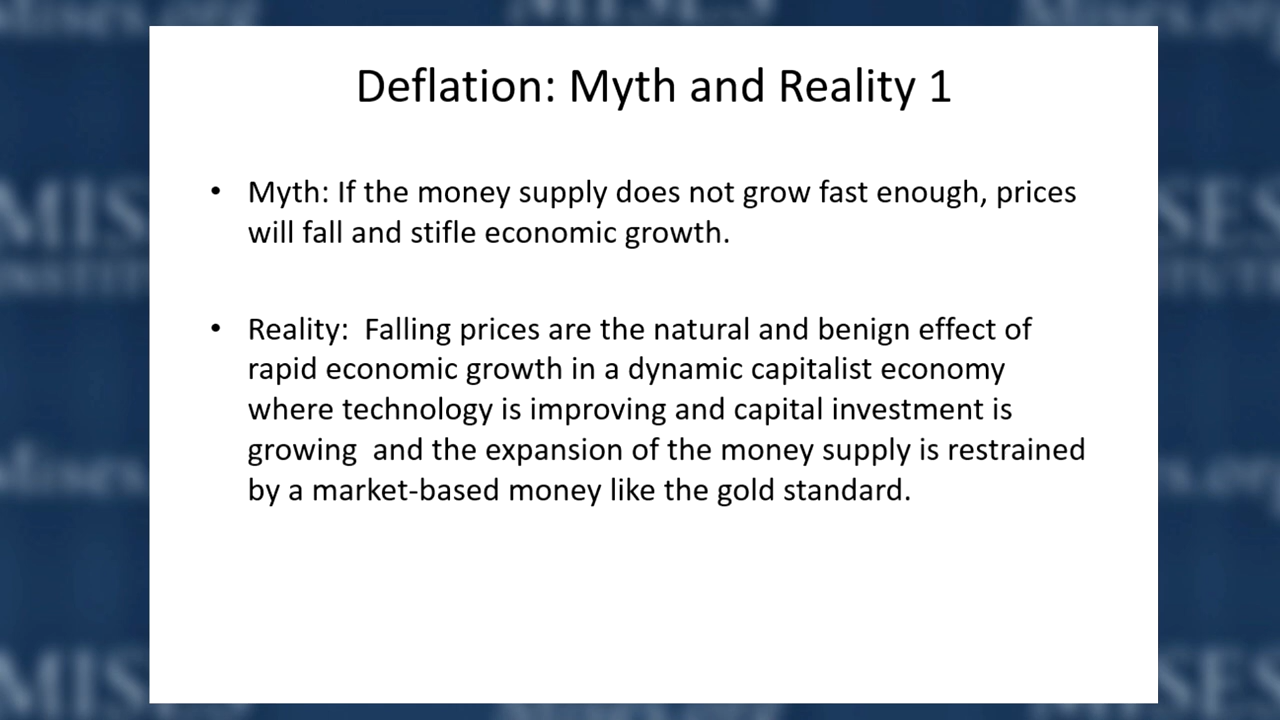 Deflation: Myth and Reality 1
• Myth: If the money supply does not grow fast enough, prices
will fall and stifle economic growth.
• Reality:  Falling prices are the natural and benign effect of
rapid economic growth in a dynamic capitalist economy
where technology is improving and capital investment is
growing  and the expansion of the money supply is restrained
by a market-based money like the gold standard.